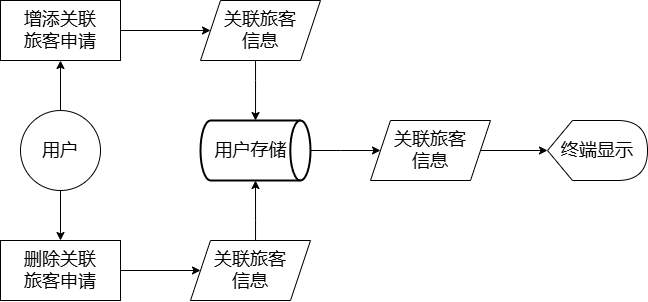 增添关联
旅客申请
关联旅客
信息
用户
用户存储
关联旅客
信息
终端显示
删除关联
旅客申请
关联旅客
信息